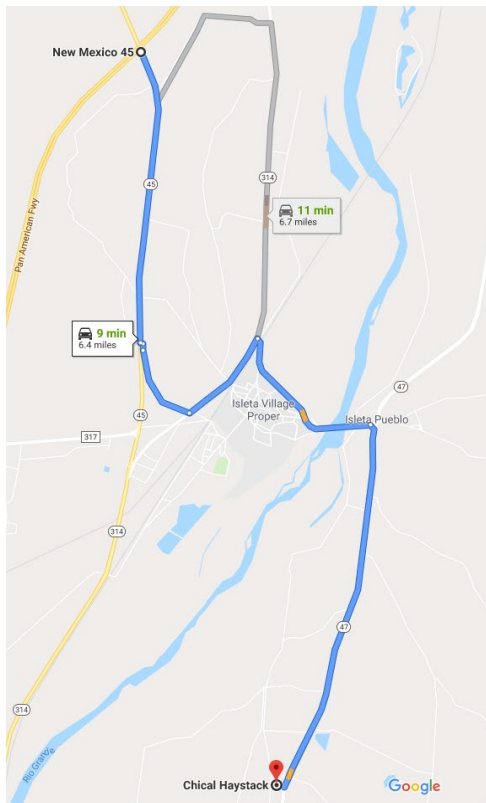 New Mexico 45
314
45
11 min
6.7 miles
Pan American Fwy
9 min
6.4 miles
47
Isleta Village
Proper
Isleta Pueblo
45
317
314
47
314
Rio Grande
Chical Haystack
Google